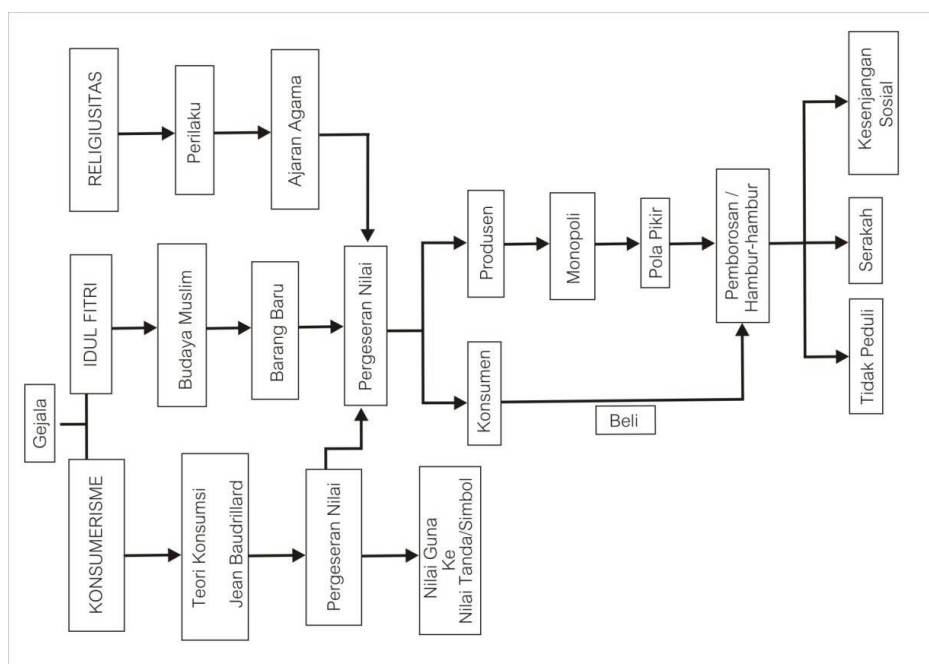 Gejala
KONSUMERISME
IDUL FITRI
RELIGIUSITAS
Teori Konsumsi
Jean Baudrillard
Budaya Muslim
Perilaku
Pergeseran Nilai
Barang Baru
Ajaran Agama
Nilai Guna
Ke
Nilai Tanda/Simbol
Pergeseran Nilai
Konsumen
Produsen
Monopoli
Beli
Pola Pikir
Pemborosan /
Hambur-hambur
Tidak Peduli
Serakah
Kesenjangan
Sosial